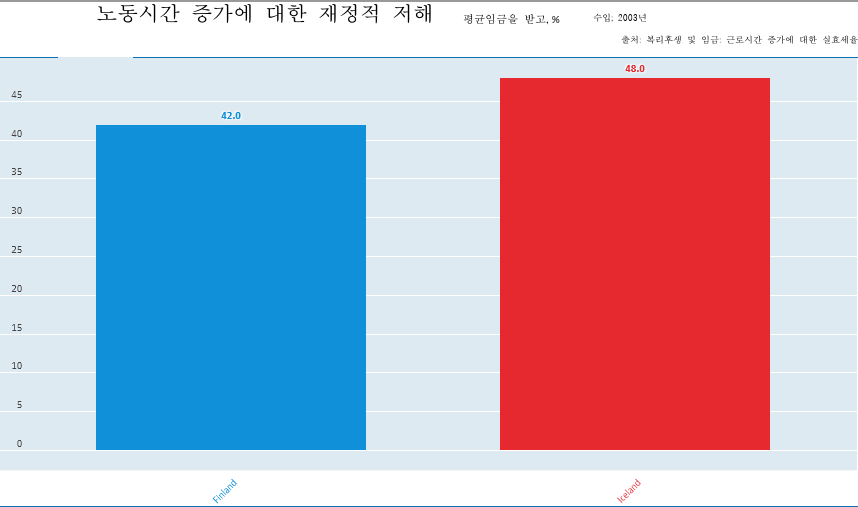 노동시간 증가에 대한 재정적 저해
평균임금을 받고, %
수입; 2003년
출처: 복리후생 및 임금: 근로시간 증가에 대한 실효세율
48.0
42.0
45
40
35
30
25
20
15
10
5
0
Finland
Iceland